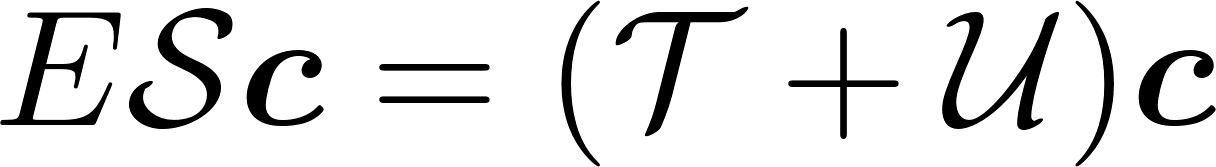 E𝒮𝒄 = (𝒯 + 𝒰)𝒄